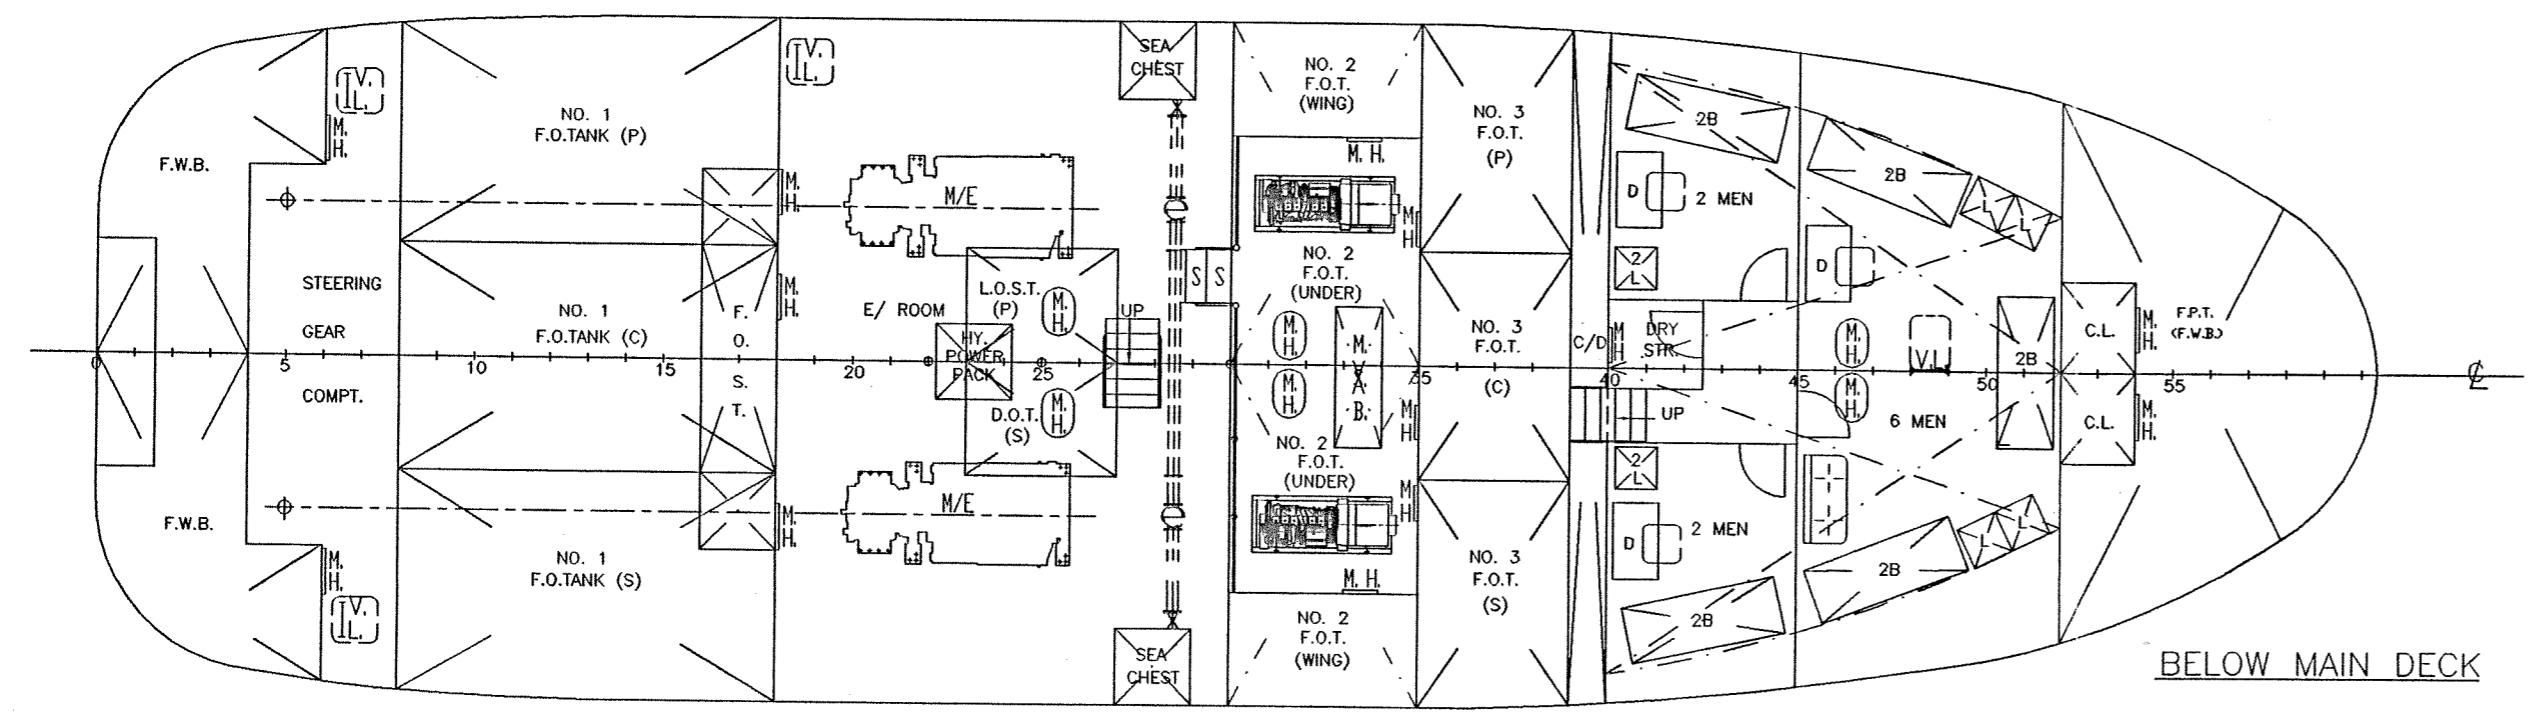 F.W.B.
V.
I L.
M.
H.
STEERING
GEAR
COMPT.
F.W.B.
M.
H.
V.
I L.
NO. 1
F.O.TANK (P)
NO. 1
F.O.TANK (C)
NO. 1
F.O.TANK (S)
V.
I L.
M.
H.
M.
H.
M.
H.
F.
O.
S.
T.
M/E
E/ ROOM
L.O.S.T.
(P)
M.
H.
HY.
POWER
PACK
D.O.T.
(S)
M.
H.
M/E
UP
SEA
CHEST
S S
SEA
CHEST
NO. 2
F.O.T.
(WING)
M. H.
M
H
NO. 2
F.O.T.
(UNDER)
M.
H.
M.
H.
M.
A
B.
M
H
NO. 2
F.O.T.
(UNDER)
M
H
M. H.
NO. 2
F.O.T.
(WING)
NO. 3
F.O.T.
(P)
NO. 3
F.O.T.
(C)
NO. 3
F.O.T.
(S)
C/D
M
H
DRY
STR.
UP
2B
D
2 MEN
2
L
2
L
D
2 MEN
2B
2B
L
L
D
M.
H.
M.
H.
V.L.
6 MEN
2B
2B
L
L
C.L.
C.L.
M.
H.
M.
H.
F.P.T.
(F.W.B.)
0 5 10 15 20 25 35 40 45 50 55
℄
BELOW MAIN DECK